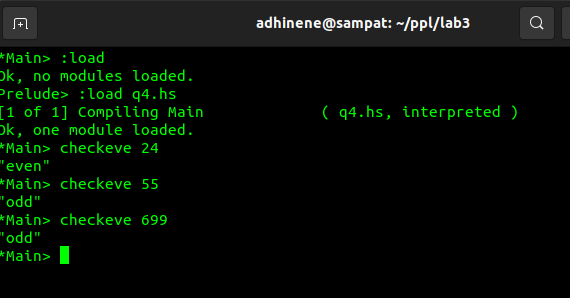 adhinene@sampat: ~/ppl/lab3
*Main> :load
Ok, no modules loaded.
Prelude> :load q4.hs
[1 of 1] Compiling Main             ( q4.hs, interpreted )
Ok, one module loaded.
*Main> checkeve 24
"even"
*Main> checkeve 55
"odd"
*Main> checkeve 699
"odd"
*Main>